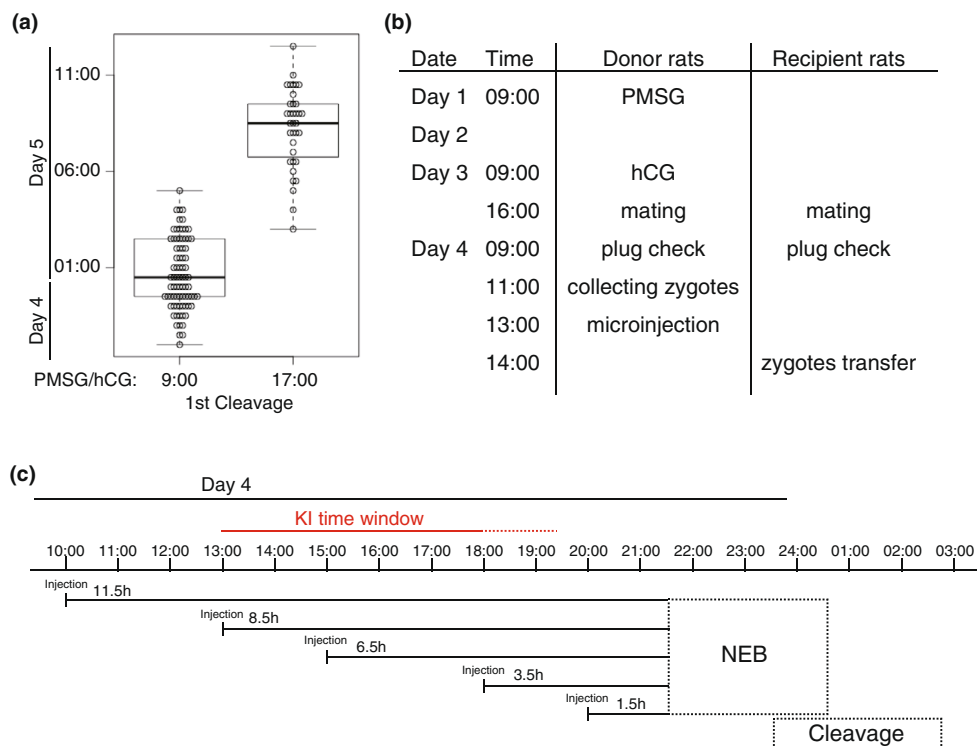 (a)
11:00
06:00
01:00
Day 5
Day 4
PMSG/hCG: 9:00 17:00
1st Cleavage
(b)
Date Time Donor rats Recipient rats
Day 1 09:00 PMSG
Day 2
Day 3 09:00 hCG
16:00 mating mating
Day 4 09:00 plug check plug check
11:00 collecting zygotes
13:00 microinjection
14:00 zygotes transfer
(c)
Day 4
KI time window
10:00 11:00 12:00 13:00 14:00 15:00 16:00 17:00 18:00 19:00 20:00 21:00 22:00 23:00 24:00 01:00 02:00 03:00
Injection 11.5h
Injection 8.5h
Injection 6.5h
Injection 3.5h
Injection 1.5h
NEB
Cleavage